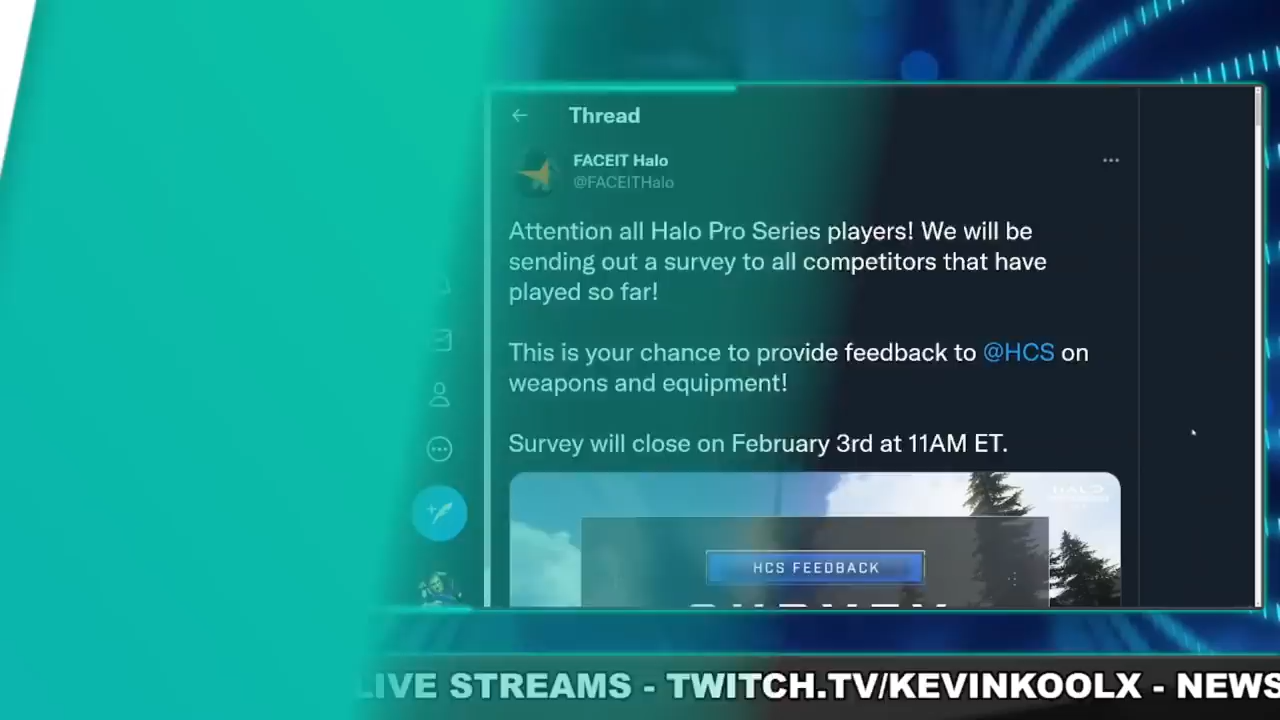 Thread
FACEIT Halo
@FACEITHalo
Attention all Halo Pro Series players! We will be
sending out a survey to all competitors that have
played so far!
This is your chance to provide feedback to @HCS on
weapons and equipment!
Survey will close on February 3rd at 11AM ET.
HALO
HCS FEEDBACK
LIVE STREAMS - TWITCH.TV/KEVINKOOLX - NEWS